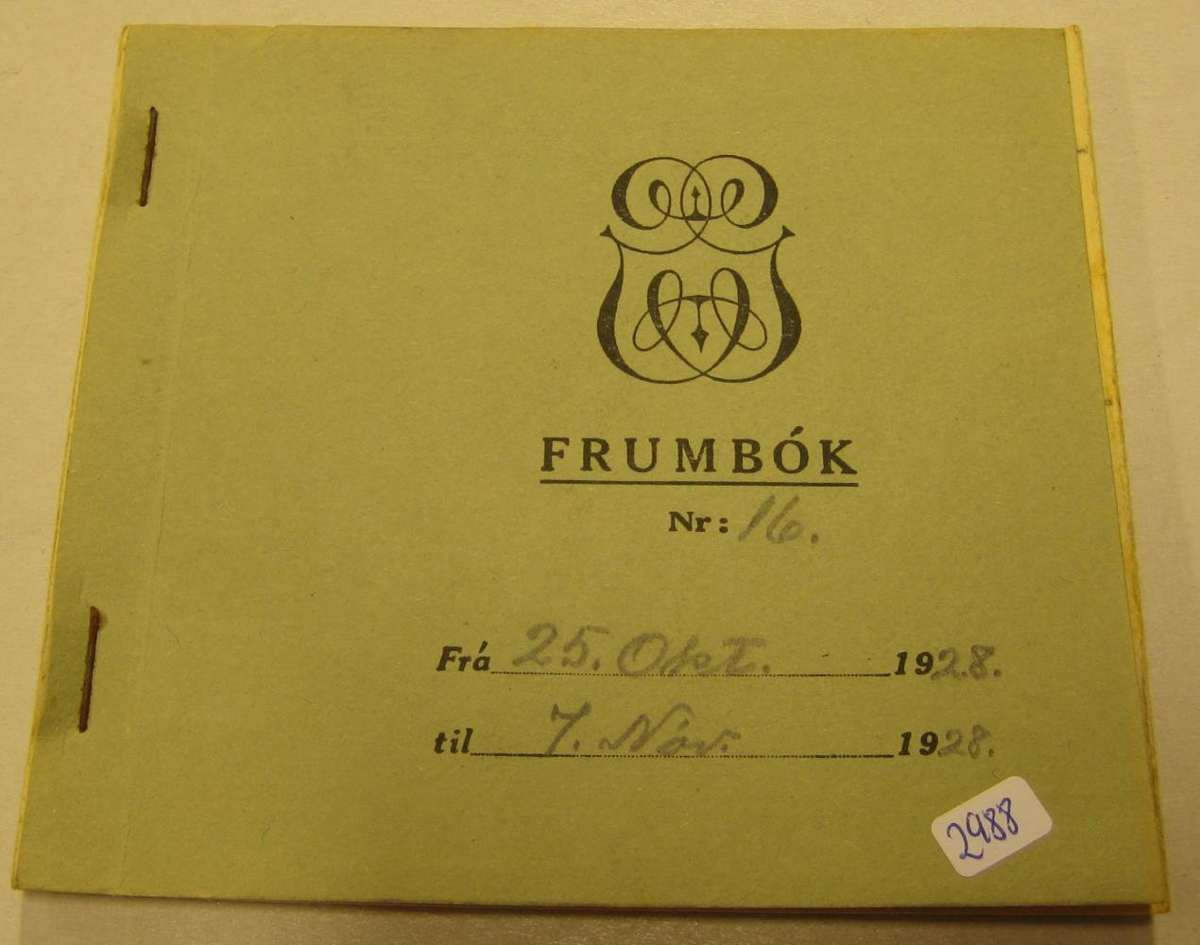 FRUMBÓK
Nr: 16.
Frá 25. Okt. 1928.
til 7. Nóv. 1928.
2988